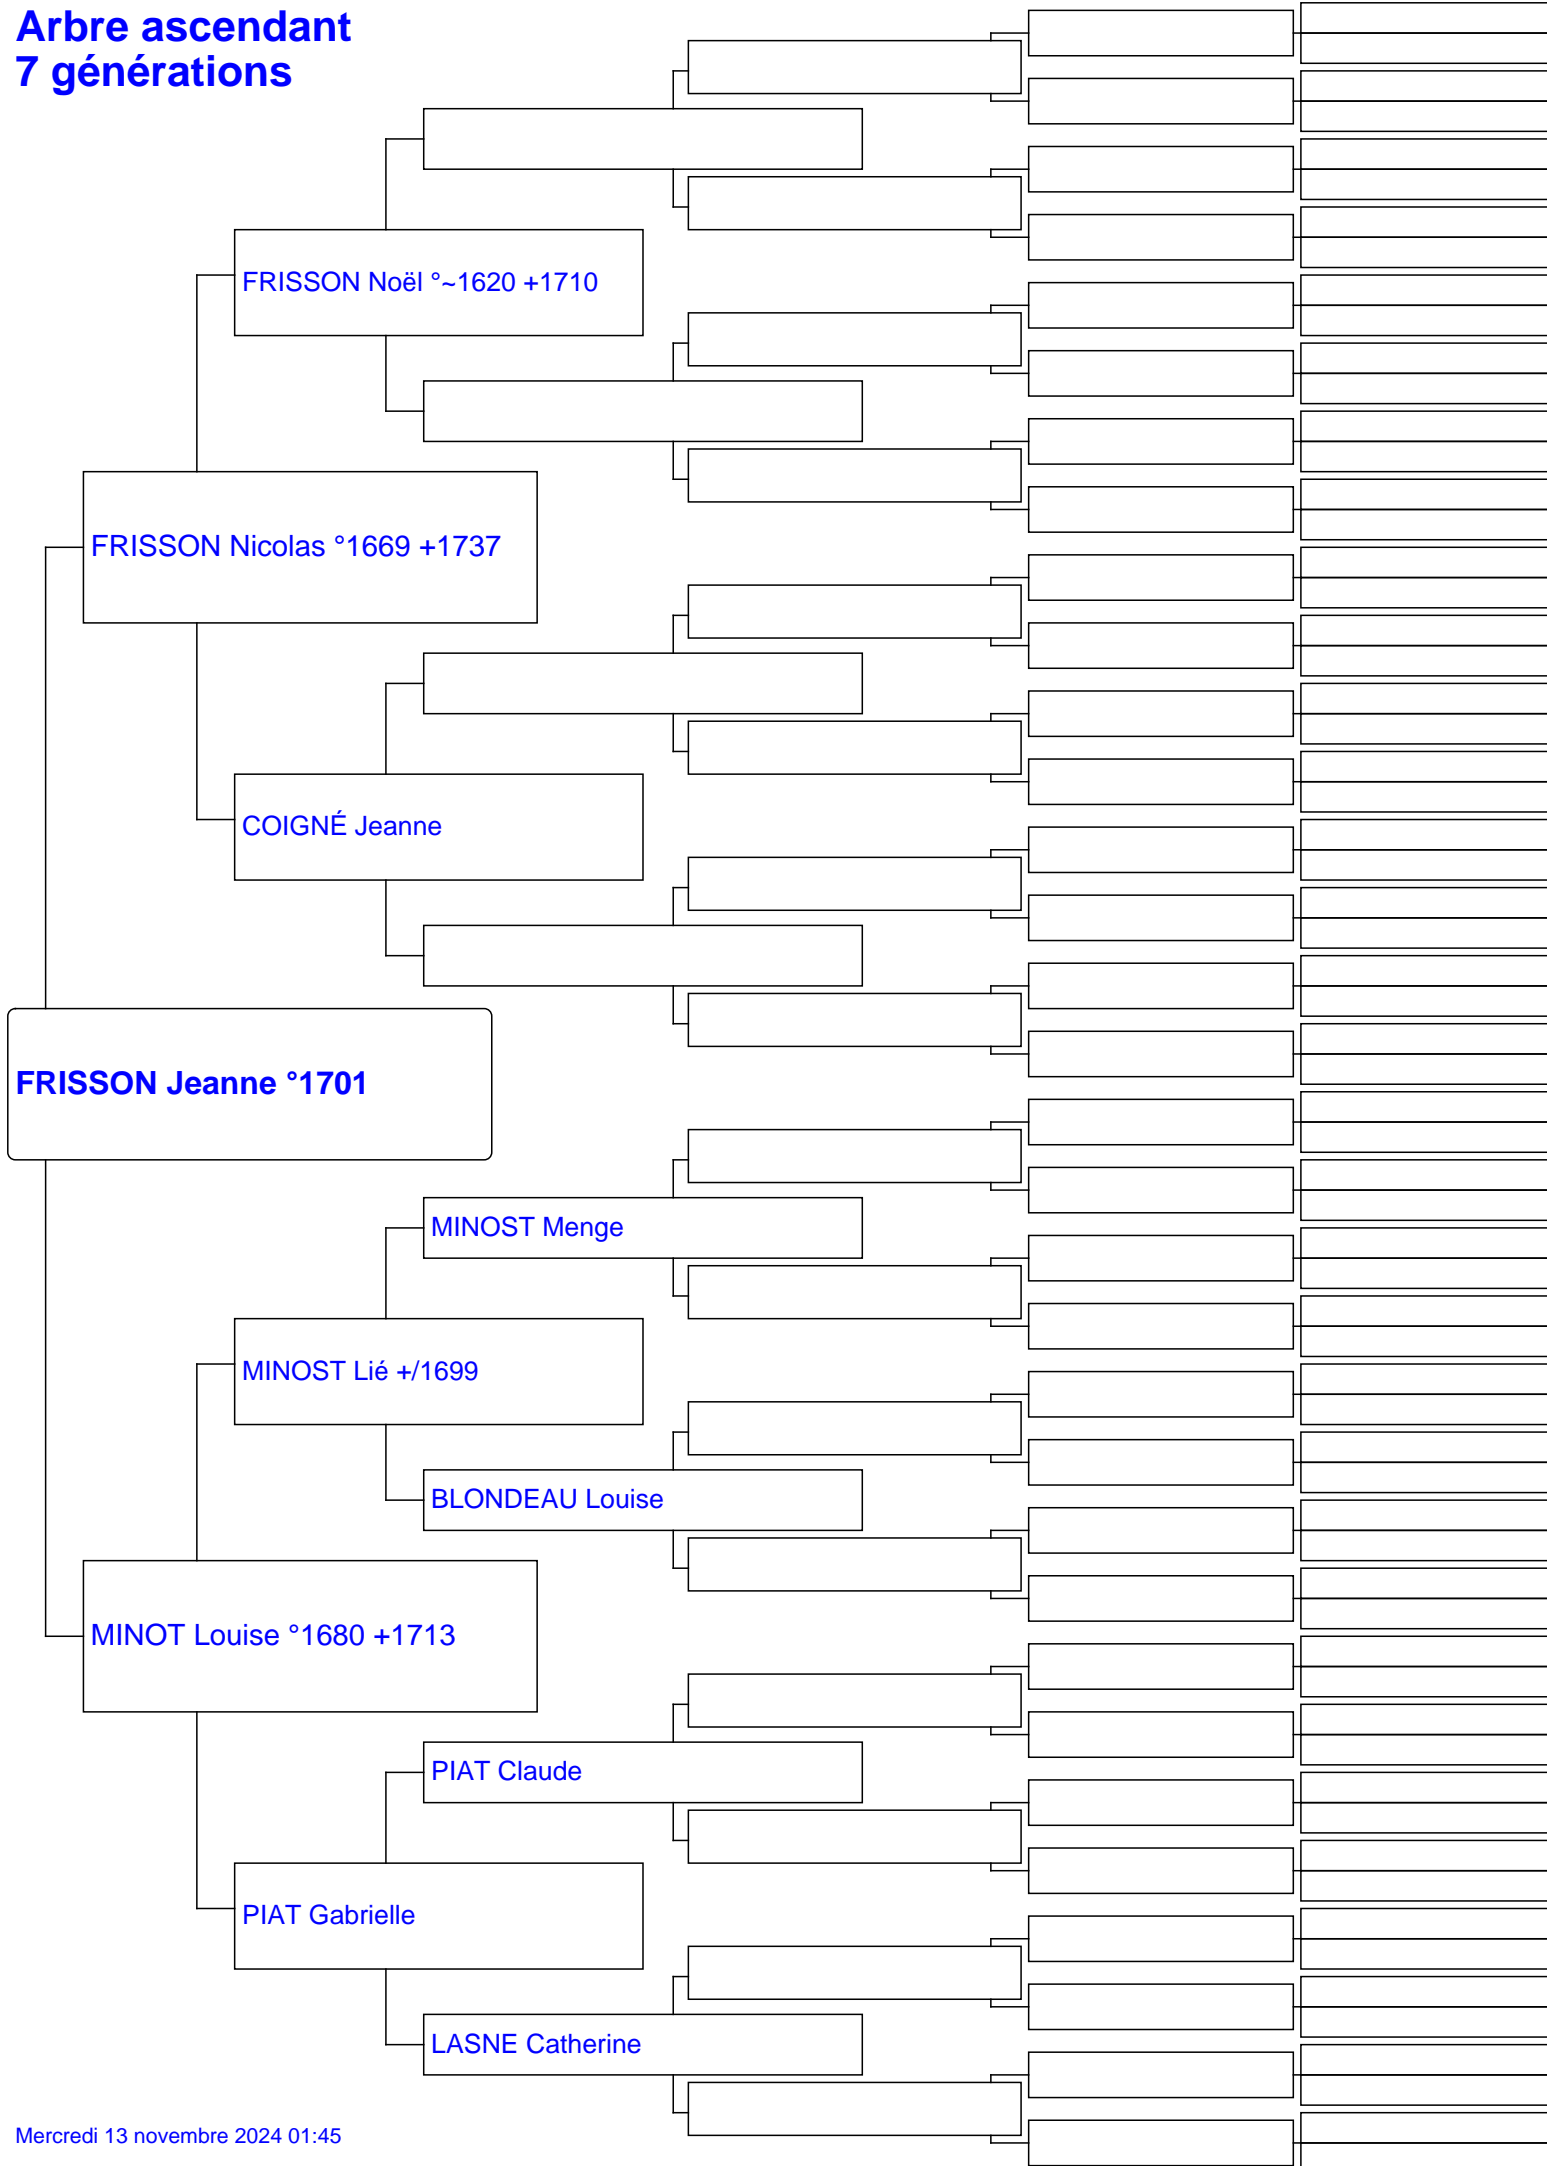 Arbre ascendant
7 générations
FRISSON Noël °~1620 +1710
FRISSON Nicolas °1669 +1737
COIGNÉ Jeanne
FRISSON Jeanne °1701
MINOST Menge
MINOST Lié +/1699
BLONDEAU Louise
MINOT Louise °1680 +1713
PIAT Claude
PIAT Gabrielle
LASNE Catherine
Mercredi 13 novembre 2024 01:45